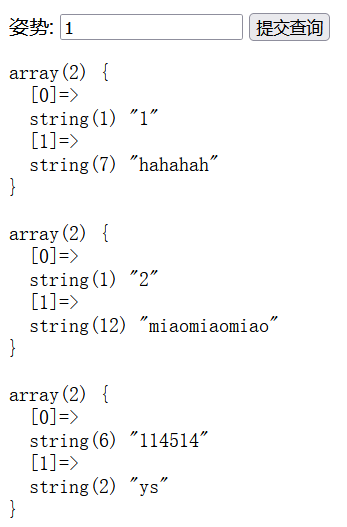 姿势: 1 提交查询
array(2) {
  [0]=>
  string(1) "1"
  [1]=>
  string(7) "hahahah"
}
array(2) {
  [0]=>
  string(1) "2"
  [1]=>
  string(12) "miaomiaomiao"
}
array(2) {
  [0]=>
  string(6) "114514"
  [1]=>
  string(2) "ys"
}